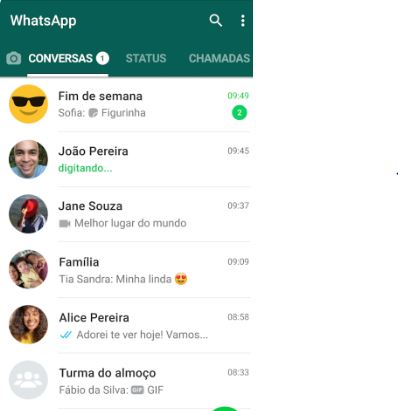 WhatsApp
CONVERSAS 1 STATUS CHAMADAS
Fim de semana 09:49
Sofia: Figurinha 2
João Pereira 09:45
digitando...
Jane Souza 09:37
Melhor lugar do mundo
Família 09:09
Tia Sandra: Minha linda 😍
Alice Pereira 08:58
Adorei te ver hoje! Vamos...
Turma do almoço 08:33
Fábio da Silva: GIF GIF